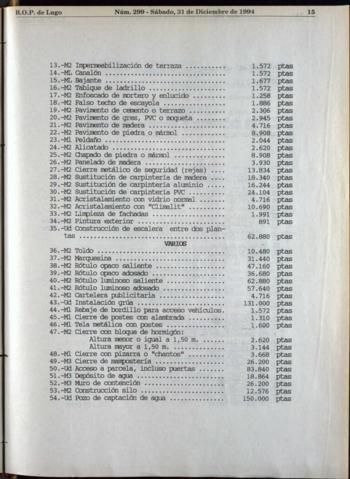 B.O.P. de Lugo Núm. 299 - Sábado, 31 de Diciembre de 1994 15
13.-M2 Impermeabilización de terraza ........... 1.572 ptas
14.-ML Canalón ................................. 1.572 ptas
15.-ML Bajante ................................. 1.677 ptas
16.-M2 Tabique de ladrillo ..................... 1.572 ptas
17.-M2 Enfoscado de mortero y enlucido ......... 1.258 ptas
18.-M2 Falso techo de escayola ................. 1.886 ptas
19.-M2 Pavimento de cemento o terrazo .......... 2.306 ptas
20.-M2 Pavimento de gres, PVC o moqueta ........ 2.945 ptas
21.-M2 Pavimento de madera ..................... 4.716 ptas
22.-M2 Pavimento de piedra o mármol ............ 8.908 ptas
23.-Ml Peldaño ................................. 2.044 ptas
24.-M2 Alicatado ............................... 2.620 ptas
25.-M2 Chapado de piedra o mármol .............. 8.908 ptas
26.-M2 Panelado de madera ...................... 3.930 ptas
27.-M2 Cierre metálico de seguridad (rejas) .... 13.834 ptas
28.-M2 Sustitución de carpintería de madera .... 18.340 ptas
29.-M2 Sustitución de carpintería aluminio ..... 16.244 ptas
30.-M2 Sustitución de carpintería PVC .......... 24.104 ptas
31.-M2 Acristalamiento con vidrio normal ....... 4.716 ptas
32.-M2 Acristalamiento con "Climalit" .......... 10.690 ptas
33.-M2 Limpieza de fachadas .................... 1.991 ptas
34.-M2 Pintura exterior ........................ 891 ptas
35.-Ud Construcción de escalera entre dos plan-
tas ............................................ 62.880 ptas
VARIOS
36.-M2 Toldo ................................... 10.480 ptas
37.-M2 Marquesina .............................. 31.440 ptas
38.-M2 Rótulo opaco saliente ................... 47.160 ptas
39.-M2 Rótulo opaco adosado .................... 36.680 ptas
40.-M2 Rótulo luminoso saliente ................ 62.880 ptas
41.-M2 Rótulo luminoso adosado ................. 57.640 ptas
42.-M2 Cartelera publicitaria .................. 4.716 ptas
43.-Ud Instalación grúa ........................ 131.000 ptas
44.-Ml Rebaje de bordillo para acceso vehículos. 1.572 ptas
45.-Ml Cierre de postes con alambrada .......... 1.310 ptas
46.-Ml Tela metálica con postes ................ 1.600 ptas
47.-M2 Cierre con bloque de hormigón:
Altura menor o igual a 1,50 m. ...... 2.620 ptas
Altura mayor a 1,50 m. .............. 3.144 ptas
48.-Ml Cierre con pizarra o "chantos" .......... 3.668 ptas
49.-M3 Cierre de mampostería ................... 26.200 ptas
50.-Ud Acceso a parcela, incluso puertas ....... 83.840 ptas
51.-M3 Depósito de agua ........................ 18.864 ptas
52.-M3 Muro de contención ...................... 26.200 ptas
53.-M2 Construcción silo ....................... 12.576 ptas
54.-Ud Pozo de captación de agua ............... 150.000 ptas